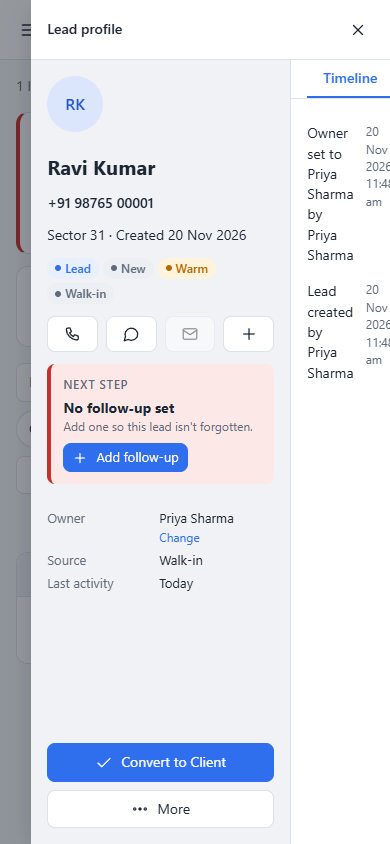 Lead profile
1
RK
Ravi Kumar
+91 98765 00001
Sector 31 · Created 20 Nov 2026
Lead
New
Warm
Walk-in
NEXT STEP
No follow-up set
Add one so this lead isn't forgotten.
Add follow-up
Owner
Priya Sharma
Change
Source
Walk-in
Last activity
Today
Convert to Client
More
Timeline
Owner
set to
Priya
Sharma
by
Priya
Sharma
20
Nov
2026
11:48
am
Lead
created
by
Priya
Sharma
20
Nov
2026
11:48
am